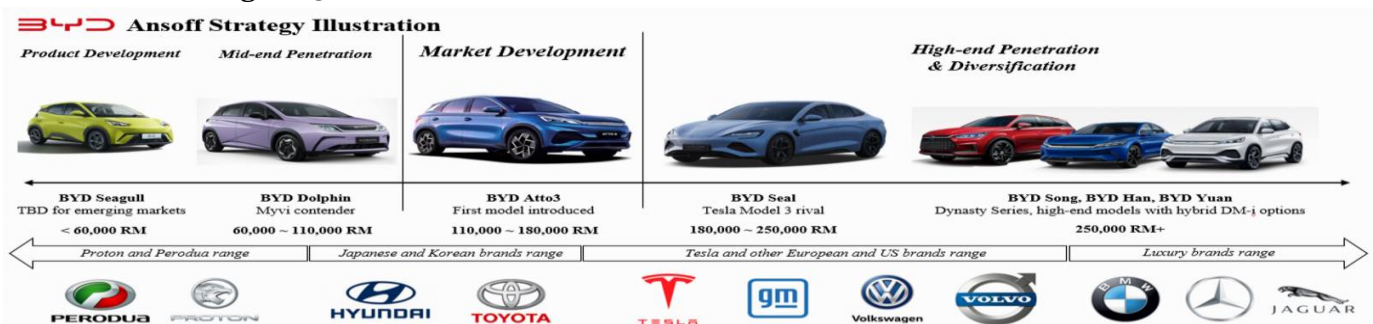 BYD Ansoff Strategy Illustration
Product Development
Mid-end Penetration
Market Development
High-end Penetration
& Diversification
BYD Seagull
TBD for emerging markets
< 60,000 RM
BYD Dolphin
Myvi contender
60,000 ~ 110,000 RM
BYD Atto3
First model introduced
110,000 ~ 180,000 RM
BYD Seal
Tesla Model 3 rival
180,000 ~ 250,000 RM
BYD Song, BYD Han, BYD Yuan
Dynasty Series, high-end models with hybrid DM-i options
250,000 RM+
Proton and Perodua range
Japanese and Korean brands range
Tesla and other European and US brands range
Luxury brands range
PERODUA
PROTON
HYUNDAI
TOYOTA
TESLA
gm
Volkswagen
VOLVO
BMW
JAGUAR